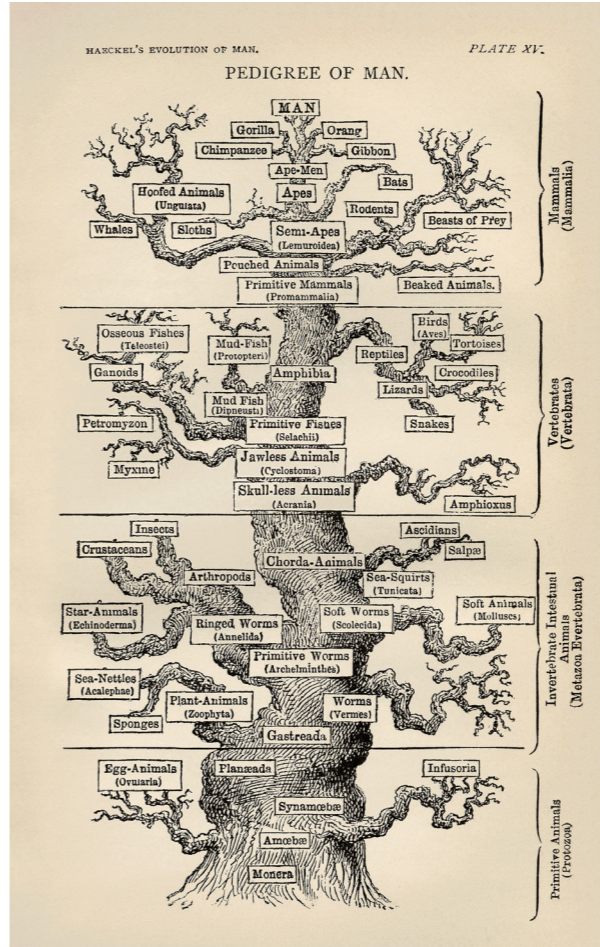 HAECKEL'S EVOLUTION OF MAN.
PLATE XV.
PEDIGREE OF MAN.
MAN
Gorilla
Orang
Chimpanzee
Gibbon
Ape-Men
Apes
Bats
Hoofed Animals
(Ungulata)
Rodents
Beasts of Prey
Whales
Sloths
Semi-Apes
(Lemuroidea)
Pouched Animals
Primitive Mammals
(Promammalia)
Beaked Animals.
Mammals
(Mammalia)
Osseous Fishes
(Teleostei)
Mud-Fish
(Protopteri)
Birds
(Aves)
Tortoises
Reptiles
Ganoids
Amphibia
Crocodiles
Lizards
Mud Fish
(Dipneusti)
Petromyzon
Primitive Fishes
(Selachii)
Snakes
Myxine
Jawless Animals
(Cyclostoma)
Skull-less Animals
(Acrania)
Amphioxus
Vertebrates
(Vertebrata)
Insects
Ascidians
Crustaceans
Salpæ
Chorda-Animals
Arthropods
Sea-Squirts
(Tunicata)
Star-Animals
(Echinoderma)
Soft Worms
(Scolecida)
Soft Animals
(Molluscs)
Ringed Worms
(Annelida)
Primitive Worms
(Archelminthes)
Sea-Nettles
(Acalephae)
Plant-Animals
(Zoophyta)
Worms
(Vermes)
Sponges
Gastreada
Invertebrate Intestual
Animals
(Metazou Evertebrata)
Egg-Animals
(Ovularia)
Planæada
Infusoria
Synamœbæ
Amœbæ
Monera
Primitive Animals
(Protozoa)